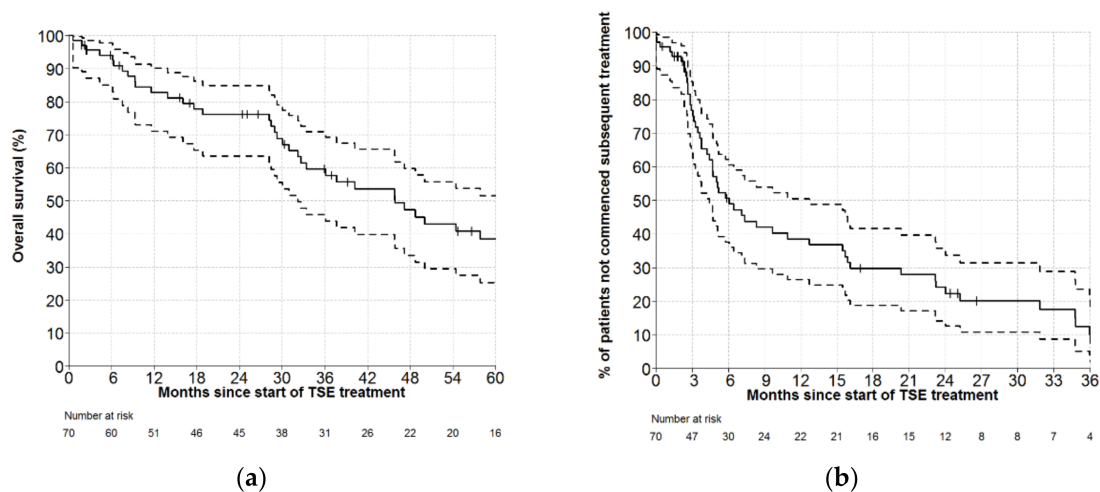 Overall survival (%)
100
90
80
70
60
50
40
30
20
10
0
0 6 12 18 24 30 36 42 48 54 60
Months since start of TSE treatment
Number at risk
70 60 51 46 45 38 31 26 22 20 16
(a)
% of patients not commenced subsequent treatment
100
90
80
70
60
50
40
30
20
10
0
0 3 6 9 12 15 18 21 24 27 30 33 36
Months since start of TSE treatment
Number at risk
70 47 30 24 22 21 16 15 12 8 8 7 4
(b)